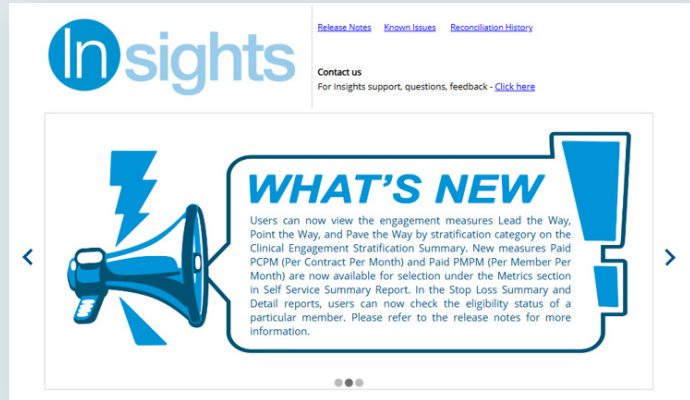 Insights
Release Notes Known Issues Reconciliation History
Contact us
For Insights support, questions, feedback - Click here
WHAT'S NEW
Users can now view the engagement measures Lead the Way,
Point the Way, and Pave the Way by stratification category on the
Clinical Engagement Stratification Summary. New measures Paid
PCPM (Per Contract Per Month) and Paid PMPM (Per Member Per
Month) are now available for selection under the Metrics section
in Self Service Summary Report. In the Stop Loss Summary and
Detail reports, users can now check the eligibility status of a
particular member. Please refer to the release notes for more
information.